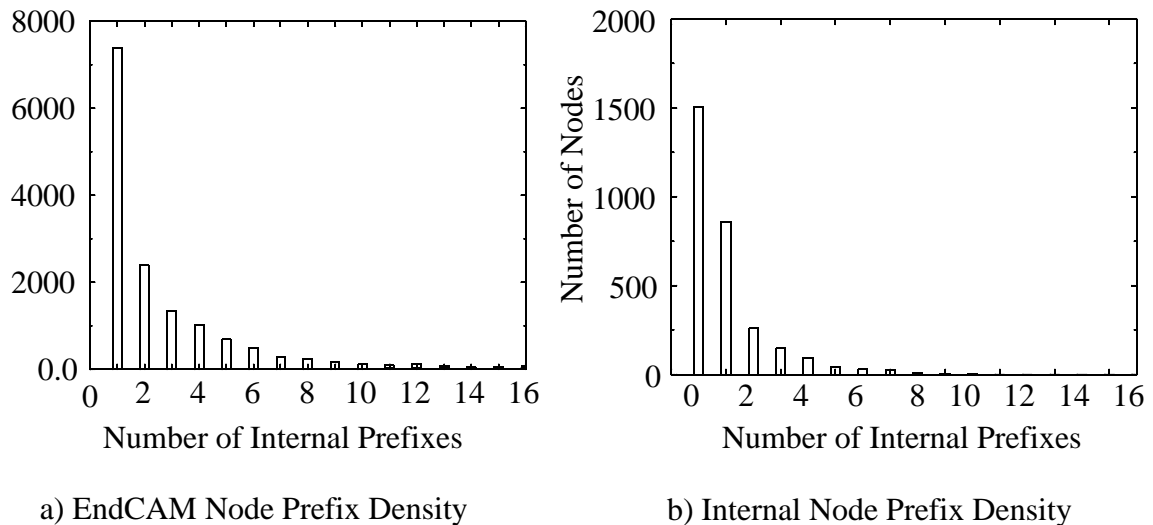 8000
6000
4000
2000
0.0
0 2 4 6 8 10 12 14 16
Number of Internal Prefixes
a) EndCAM Node Prefix Density
2000
1500
1000
500
0
Number of Nodes
0 2 4 6 8 10 12 14 16
Number of Internal Prefixes
b) Internal Node Prefix Density